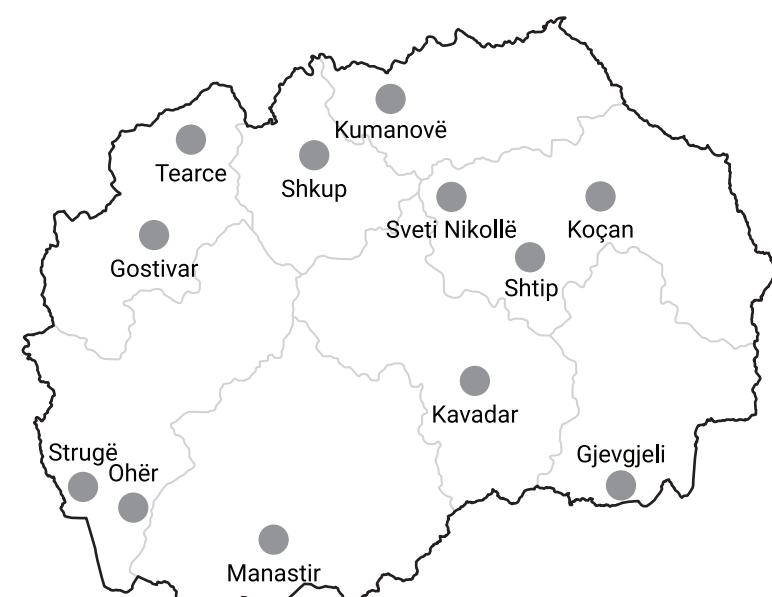 Kumanovë
Tearce
Shkup
Sveti Nikollë
Koçan
Gostivar
Shtip
Kavadar
Strugë
Ohër
Gjevgjeli
Manastir